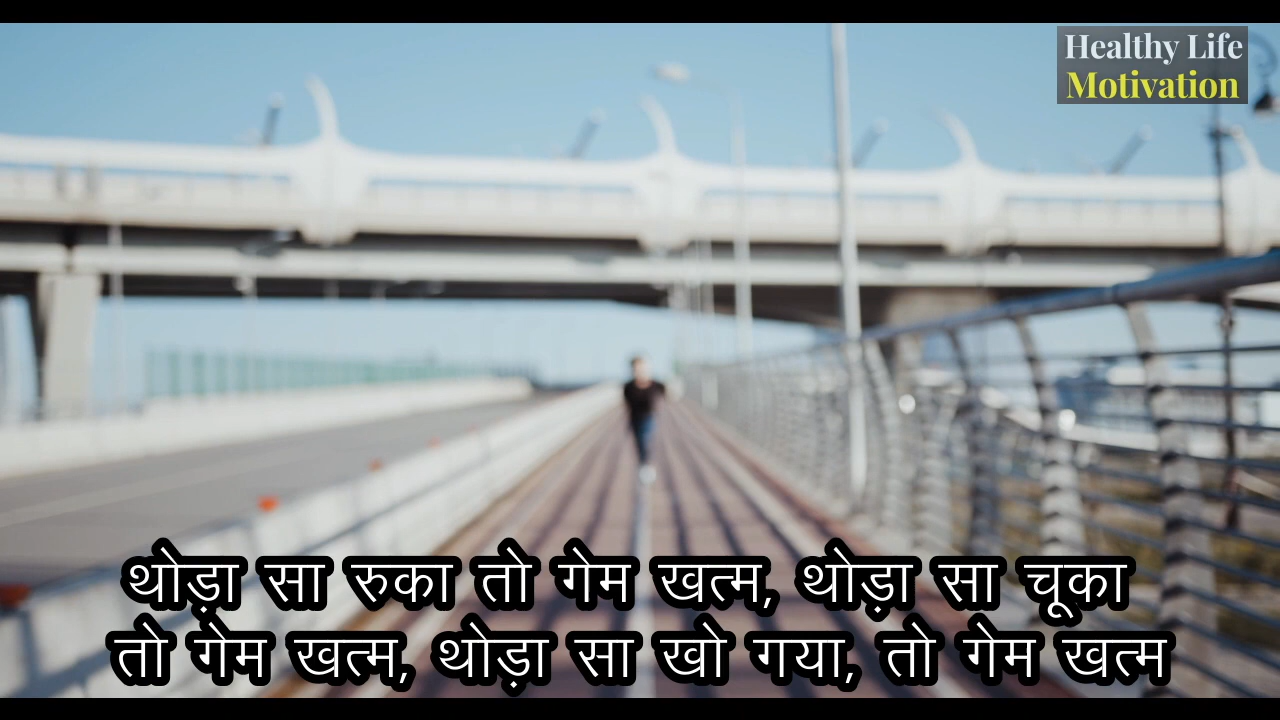 Healthy Life
Motivation
थोड़ा सा रुका तो गेम खत्म, थोड़ा सा चूका
तो गेम खत्म, थोड़ा सा खो गया, तो गेम खत्म